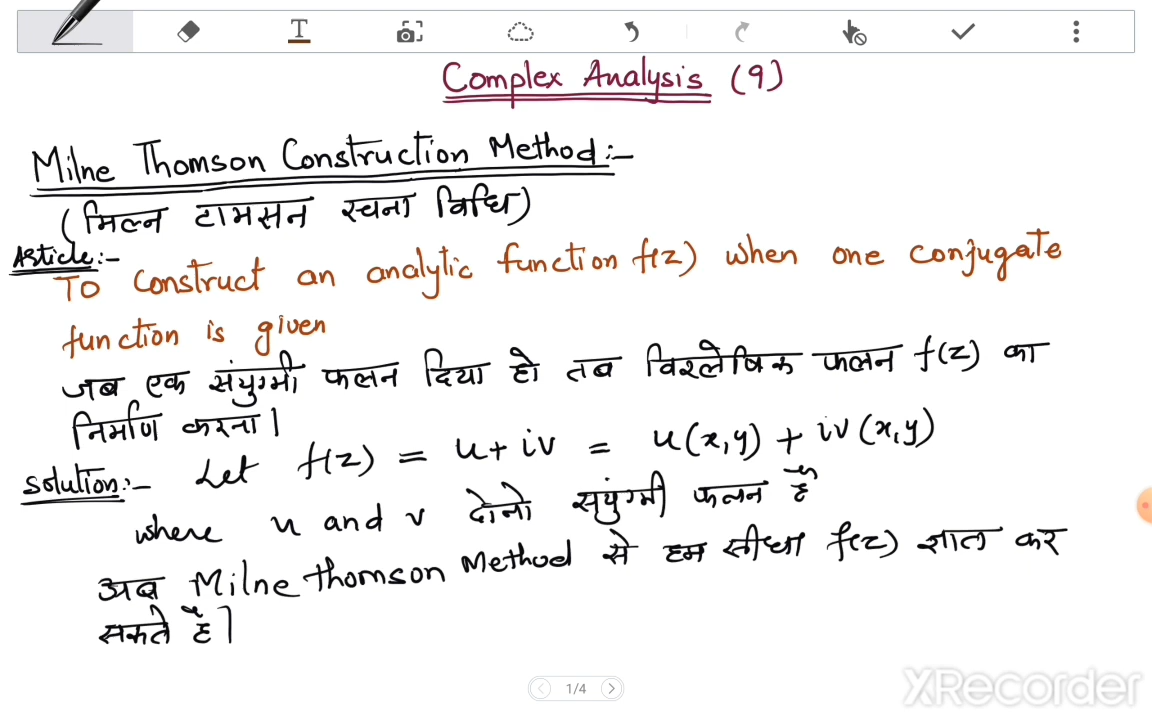 Complex Analysis (9)
Milne Thomson Construction Method:-
(मिल्न टामसन रचना विधि)
Article:-
To construct an analytic function f(z) when one conjugate
function is given
जब एक संयुग्मी फलन दिया हो तब विश्लेषिक फलन f(z) का
निर्माण करना।
Solution:- Let f(z) = u+iv = u(x,y) + iv(x,y)
where u and v दोनो संयुग्मी फलन हैं
अब Milne thomson Method से हम सीधा f(z) ज्ञात कर
सकते हैं।
1/4
XRecorder